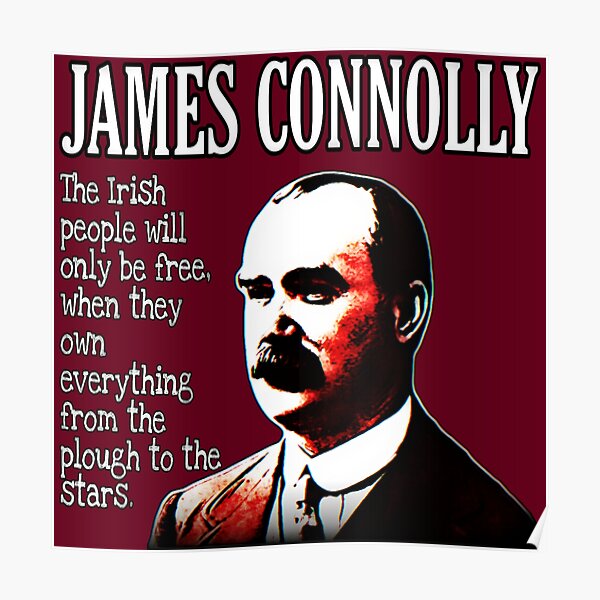 JAMES CONNOLLY
The Irish
people will
only be free,
when they
own
everything
from the
plough to the
stars.